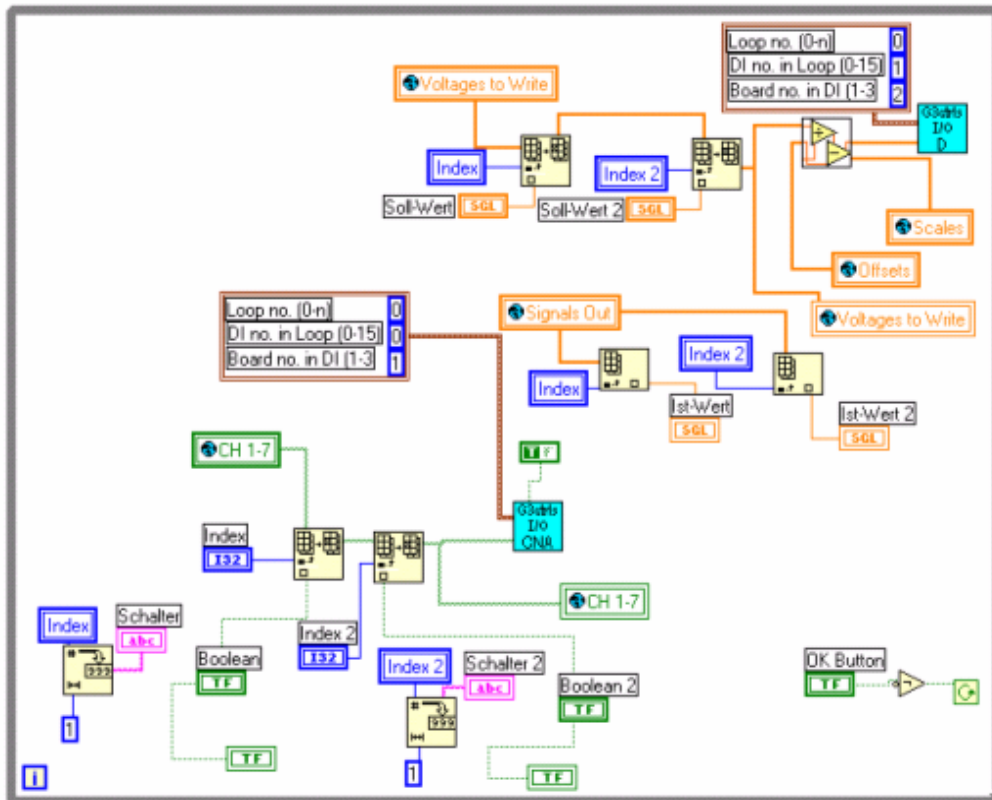 Loop no. (0-n) 0
DI no. in Loop (0-15) 1
Board no. in DI (1-3 2
Voltages to Write
I/O
D
Index
Index 2
Soll-Wert SGL
Soll-Wert 2 SGL
Scales
Offsets
Voltages to Write
Loop no. (0-n) 0
DI no. in Loop (0-15) 0
Board no. in DI (1-3 1
Signals Out
Index 2
Index
Ist-Wert
SGL
Ist-Wert 2
SGL
CH 1-7
T F
I/O
CNA
Index
I32
CH 1-7
Index
Schalter
Abc
999
1
Boolean
TF
TF
Index 2
I32
Index 2
Schalter 2
Abc
999
1
Boolean 2
TF
TF
OK Button
TF
i